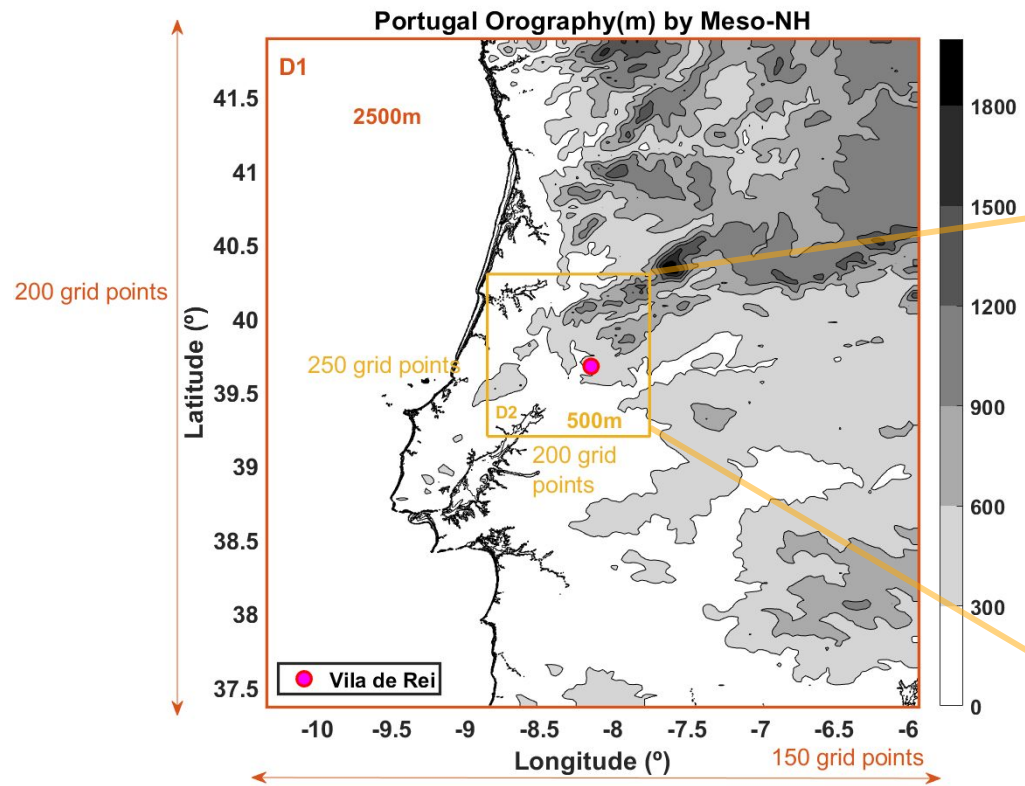 Portugal Orography(m) by Meso-NH
D1
2500m
200 grid points
Latitude (º)
41.5
41
40.5
40
39.5
39
38.5
38
37.5
250 grid points
D2
500m
200 grid
points
Vila de Rei
-10
-9.5
-9
-8.5
-8
-7.5
-7
-6.5
-6
Longitude (º)
150 grid points
1800
1500
1200
900
600
300
0